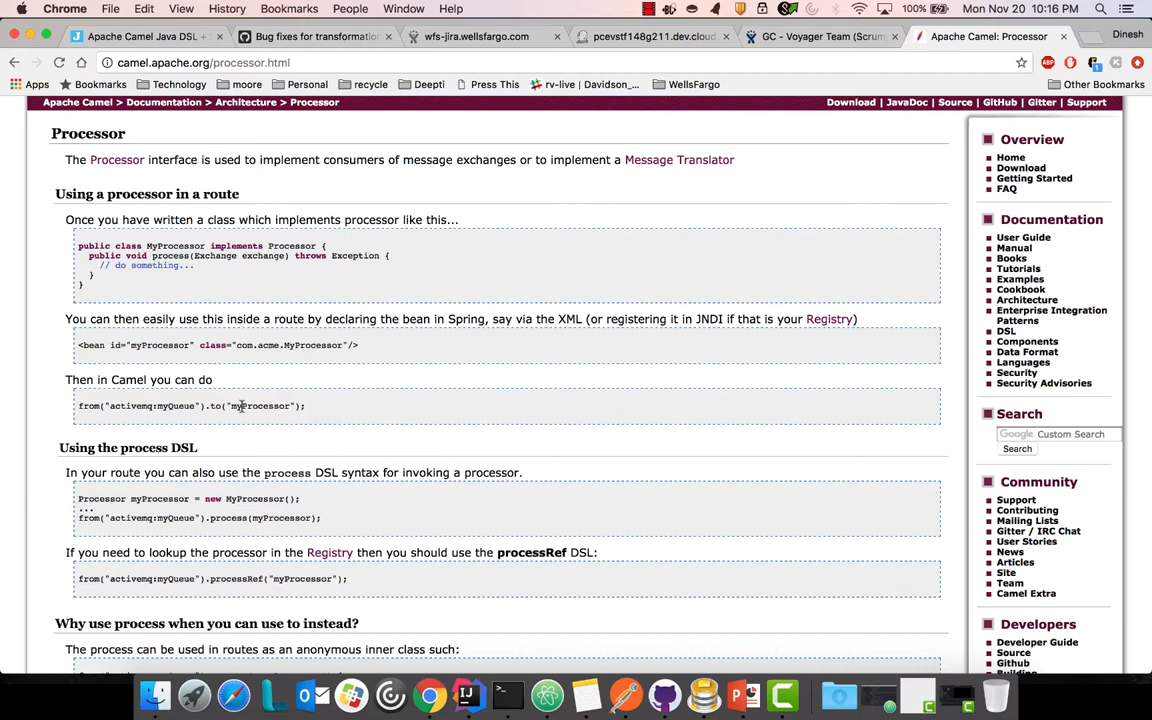 Chrome File Edit View History Bookmarks People Window Help 100% Mon Nov 20 10:16 PM
Apache Camel Java DSL + Bug fixes for transformation wfs-jira.wellsfargo.com pcevstf148g211.dev.cloud GC - Voyager Team (Scrum Apache Camel: Processor Dinesh
camel.apache.org/processor.html
Apps Bookmarks Technology moore Personal recycle Deepti Press This rv-live | Davidson_... WellsFargo Other Bookmarks
Apache Camel > Documentation > Architecture > Processor Download | JavaDoc | Source | GitHub | Gitter | Support
Processor
The Processor interface is used to implement consumers of message exchanges or to implement a Message Translator
Using a processor in a route
Once you have written a class which implements processor like this...
public class MyProcessor implements Processor {
public void process(Exchange exchange) throws Exception {
// do something...
}
}
You can then easily use this inside a route by declaring the bean in Spring, say via the XML (or registering it in JNDI if that is your Registry)
<bean id="myProcessor" class="com.acme.MyProcessor"/>
Then in Camel you can do
from("activemq:myQueue").to("myProcessor");
Using the process DSL
In your route you can also use the process DSL syntax for invoking a processor.
Processor myProcessor = new MyProcessor();
...
from("activemq:myQueue").process(myProcessor);
If you need to lookup the processor in the Registry then you should use the processRef DSL:
from("activemq:myQueue").processRef("myProcessor");
Why use process when you can use to instead?
The process can be used in routes as an anonymous inner class such:
Overview
Home
Download
Getting Started
FAQ
Documentation
User Guide
Manual
Books
Tutorials
Examples
Cookbook
Architecture
Enterprise Integration
Patterns
DSL
Components
Data Format
Languages
Security
Security Advisories
Search
Google Custom Search
Search
Community
Support
Contributing
Mailing Lists
Gitter / IRC Chat
User Stories
News
Articles
Site
Team
Camel Extra
Developers
Developer Guide
Source
Github